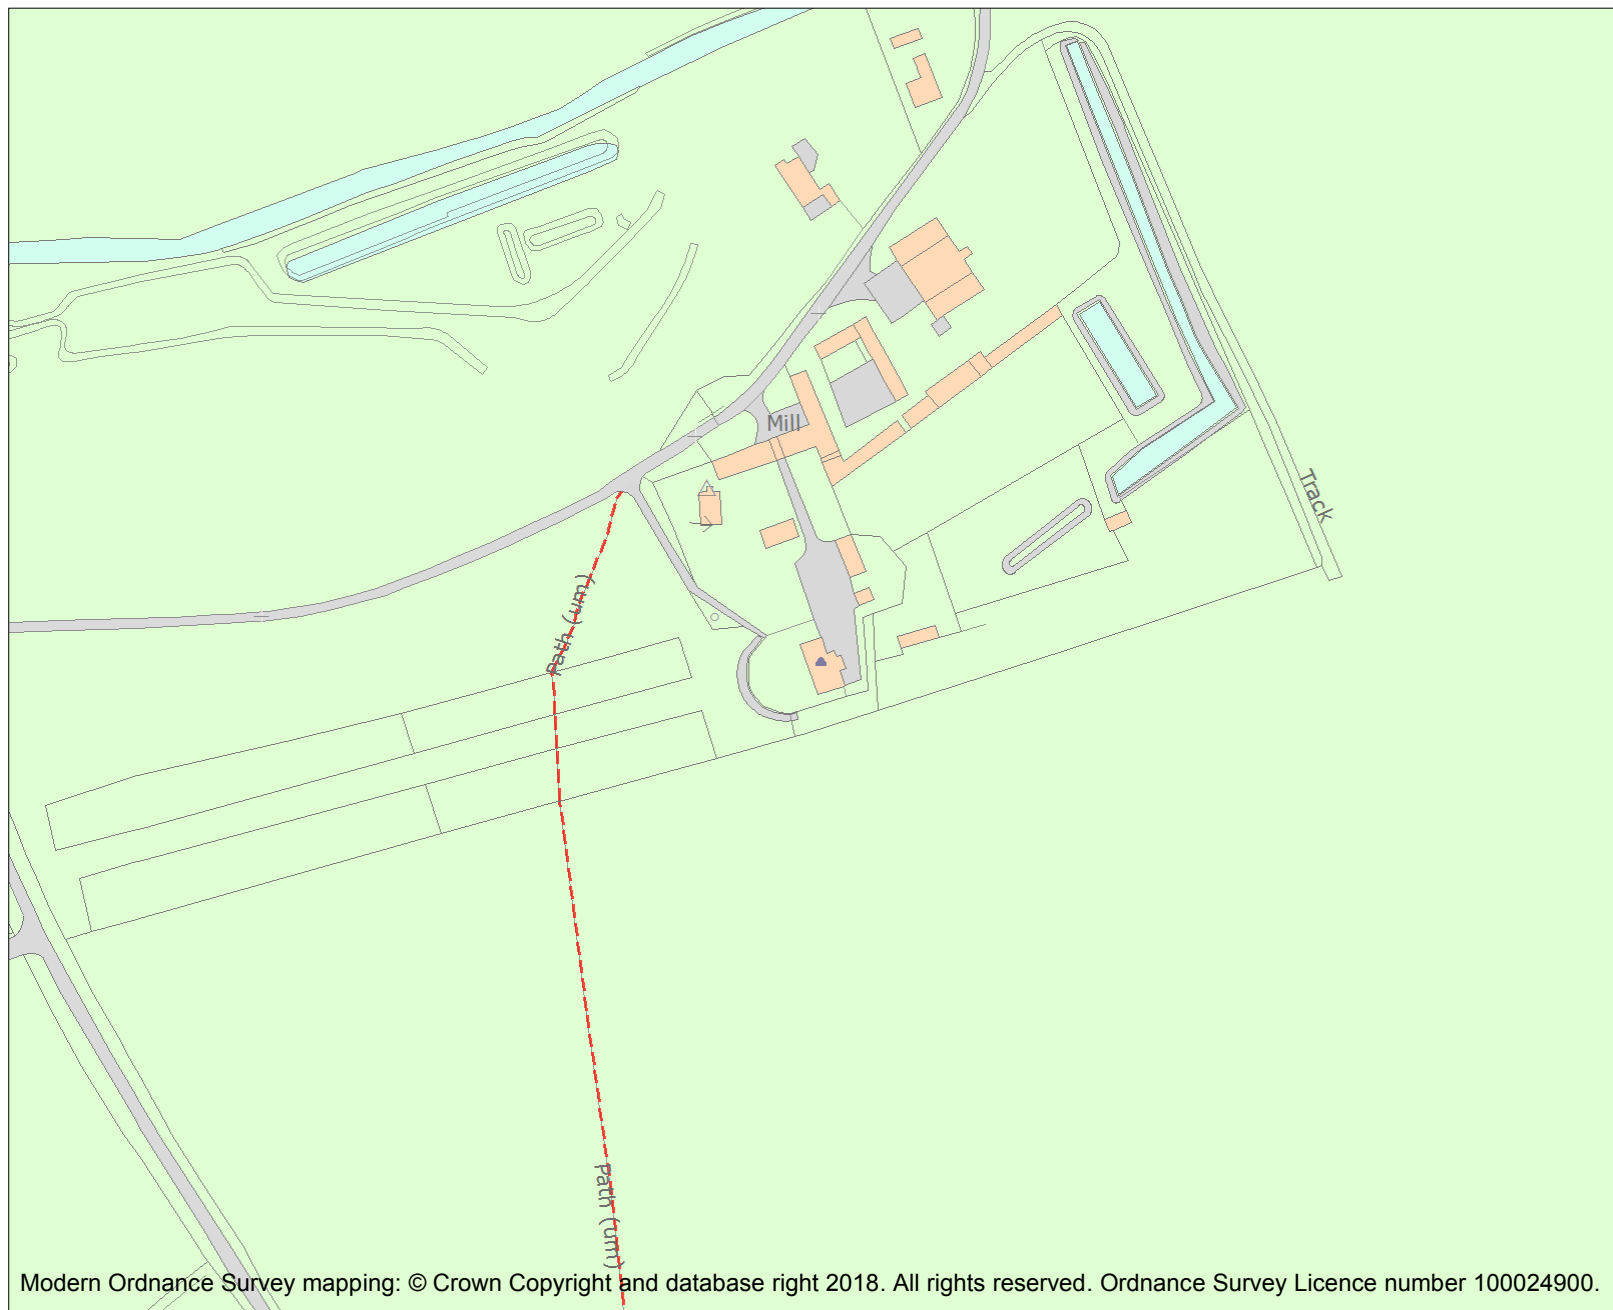 Mill
Track
Path (um)
Path (um)
Modern Ordnance Survey mapping: © Crown Copyright and database right 2018. All rights reserved. Ordnance Survey Licence number 100024900.